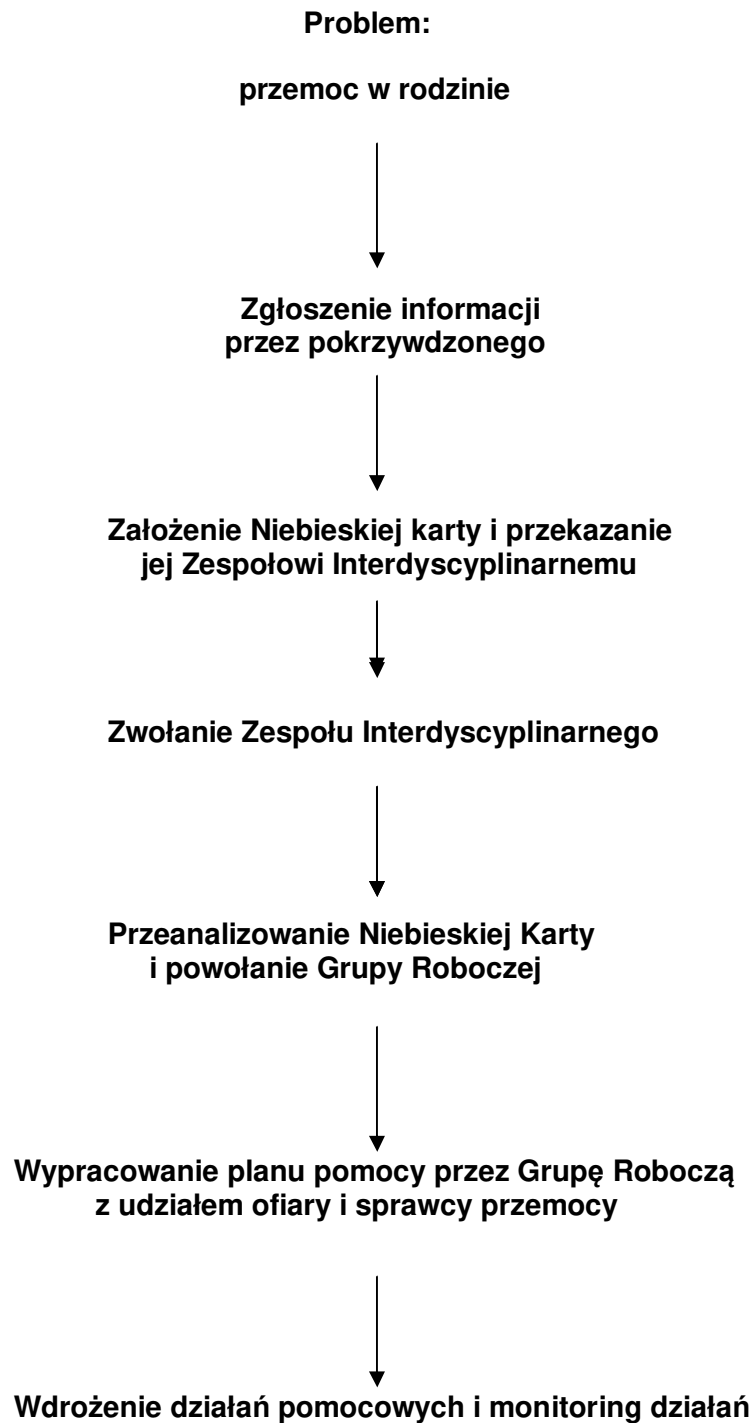 Problem:
przemoc w rodzinie
Zgłoszenie informacji
przez pokrzywdzonego
Założenie Niebieskiej karty i przekazanie
jej Zespołowi Interdyscyplinarnemu
Zwołanie Zespołu Interdyscyplinarnego
Przeanalizowanie Niebieskiej Karty
i powołanie Grupy Roboczej
Wypracowanie planu pomocy przez Grupę Roboczą
z udziałem ofiary i sprawcy przemocy
Wdrożenie działań pomocowych i monitoring działań